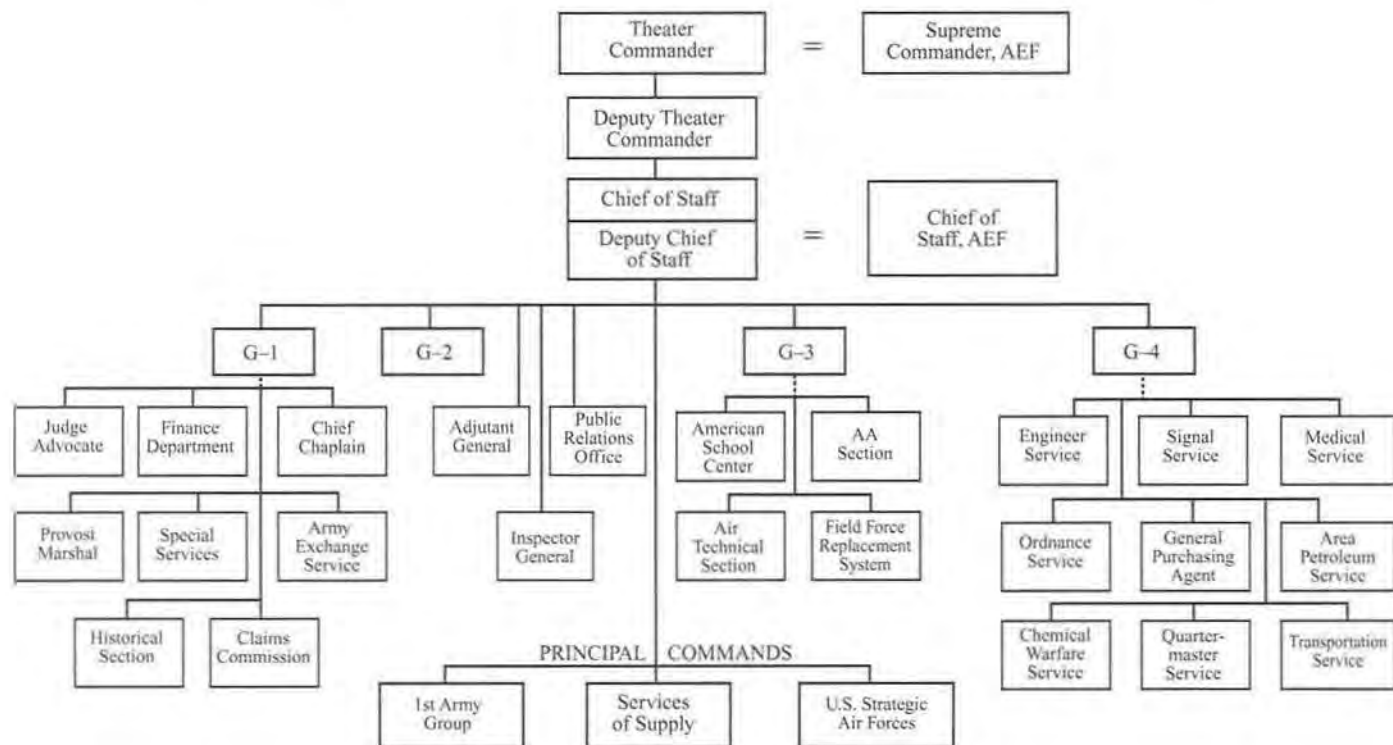 Theater
Commander
=
Supreme
Commander, AEF
Deputy Theater
Commander
Chief of Staff
Deputy Chief
of Staff
=
Chief of
Staff, AEF
G–1
G–2
G–3
G–4
Judge
Advocate
Finance
Department
Chief
Chaplain
Adjutant
General
Public
Relations
Office
American
School
Center
AA
Section
Engineer
Service
Signal
Service
Medical
Service
Provost
Marshal
Special
Services
Army
Exchange
Service
Inspector
General
Air
Technical
Section
Field Force
Replacement
System
Ordnance
Service
General
Purchasing
Agent
Area
Petroleum
Service
Historical
Section
Claims
Commission
Chemical
Warfare
Service
Quarter-
master
Service
Transportation
Service
PRINCIPAL COMMANDS
1st Army
Group
Services
of Supply
U.S. Strategic
Air Forces